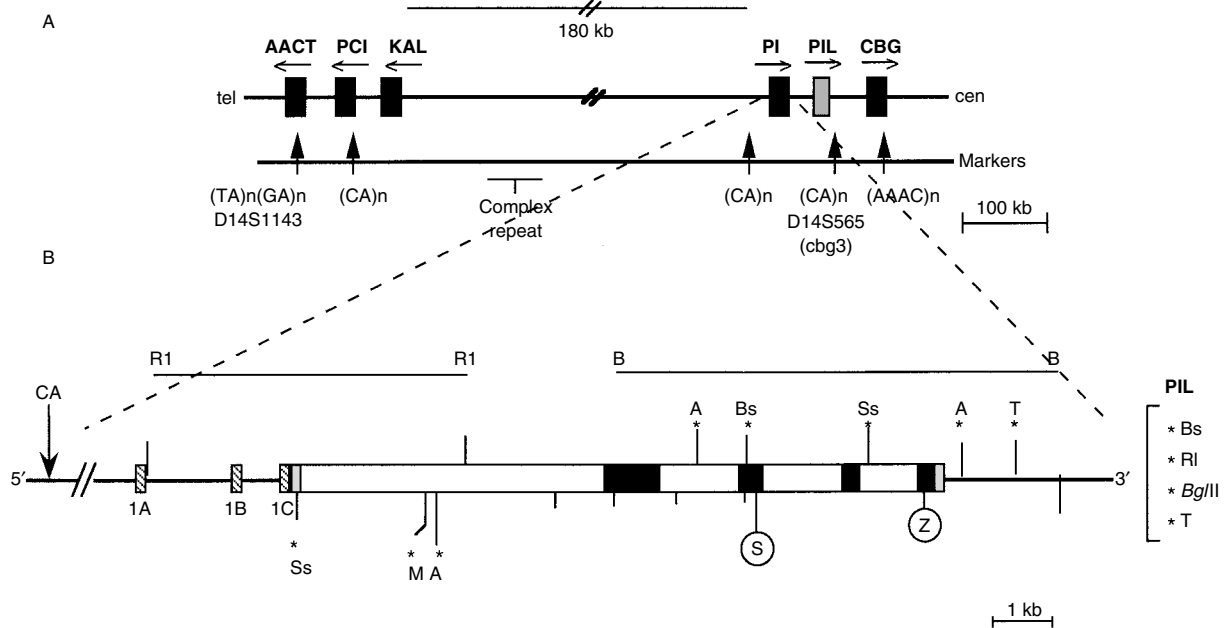 A
180 kb
AACT PCI KAL PI PIL CBG
tel cen
Markers
(TA)n(GA)n (CA)n (CA)n (CA)n (AAAC)n
D14S1143 Complex D14S565 100 kb
repeat (cbg3)
B
R1 R1 B B
CA PIL
A Bs Ss A T
* * * * *
* Bs
* RI
5′ 3′
* BglII
1A 1B 1C
* T
S Z
* * *
Ss M A
1 kb